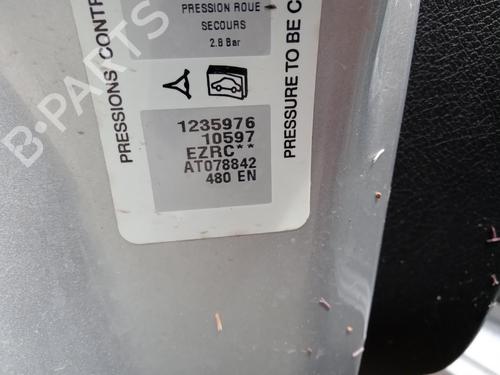 PRESSION ROUE
SECOURS
2.8 Bar
PRESSIONS CONTR
PRESSURE TO BE C
1235976
10597
EZRC**
AT078842
480 EN
B-PARTS